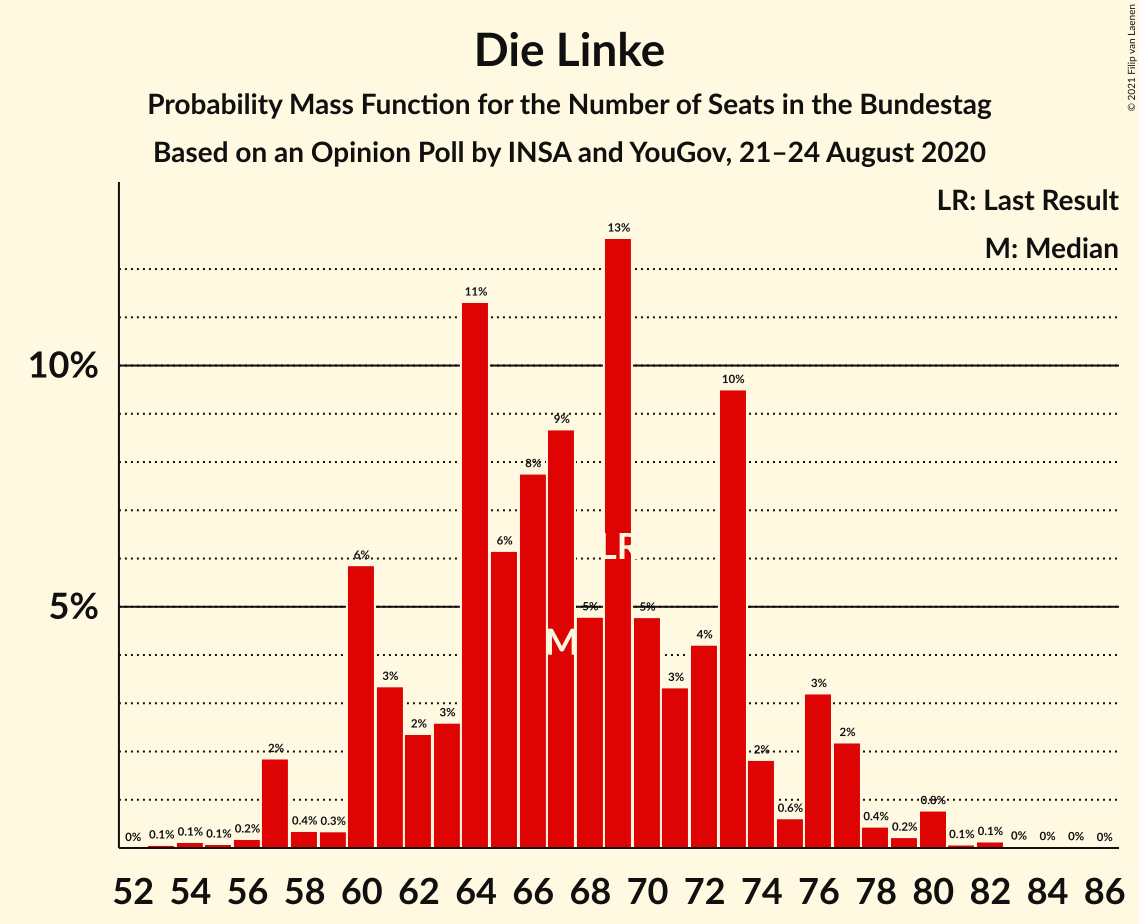 Die Linke
Probability Mass Function for the Number of Seats in the Bundestag
Based on an Opinion Poll by INSA and YouGov, 21–24 August 2020
© 2021 Filip van Laenen
LR: Last Result
M: Median
10%
5%
0% 0.1% 0.1% 0.1% 0.2% 2% 0.4% 0.3% 6% 3% 2% 3% 11% 6% 8% 9% 5% 13% 5% 3% 4% 10% 2% 0.6% 3% 2% 0.4% 0.2% 0.8% 0.1% 0.1% 0% 0% 0% 0%
LR
M
52 54 56 58 60 62 64 66 68 70 72 74 76 78 80 82 84 86